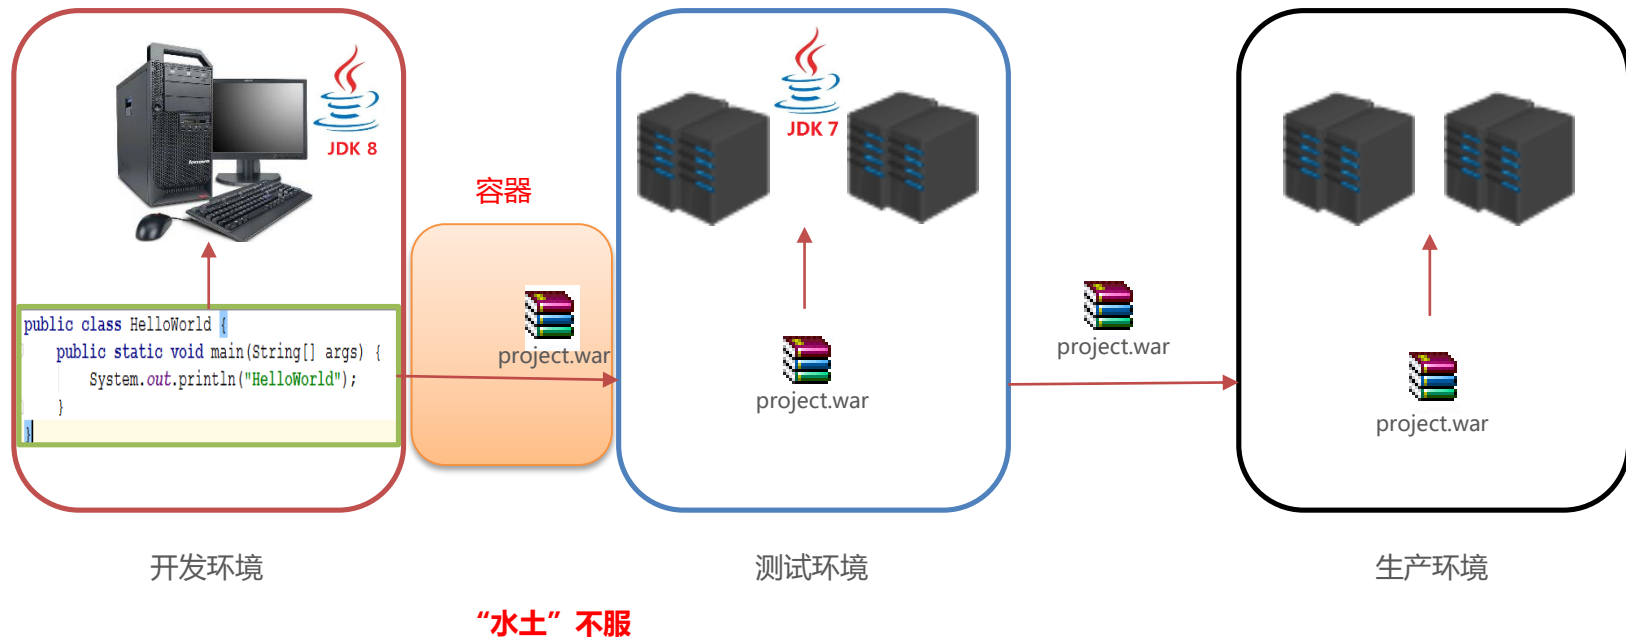 JDK 8
public class HelloWorld {
public static void main(String[] args) {
System.out.println("HelloWorld");
}
}
容器
project.war
JDK 7
project.war
project.war
project.war
开发环境
测试环境
生产环境
“水土”不服